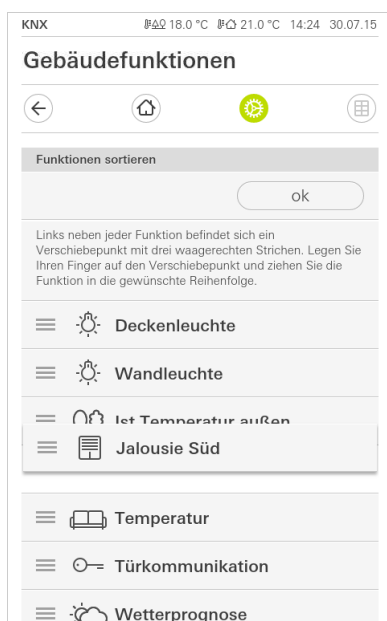 KNX 18.0 °C 21.0 °C 14:24 30.07.15
Gebäudefunktionen
Funktionen sortieren
ok
Links neben jeder Funktion befindet sich ein
Verschiebepunkt mit drei waagerechten Strichen. Legen Sie
Ihren Finger auf den Verschiebepunkt und ziehen Sie die
Funktion in die gewünschte Reihenfolge.
Deckenleuchte
Wandleuchte
Ist Temperatur außen
Jalousie Süd
Temperatur
Türkommunikation
Wetterprognose